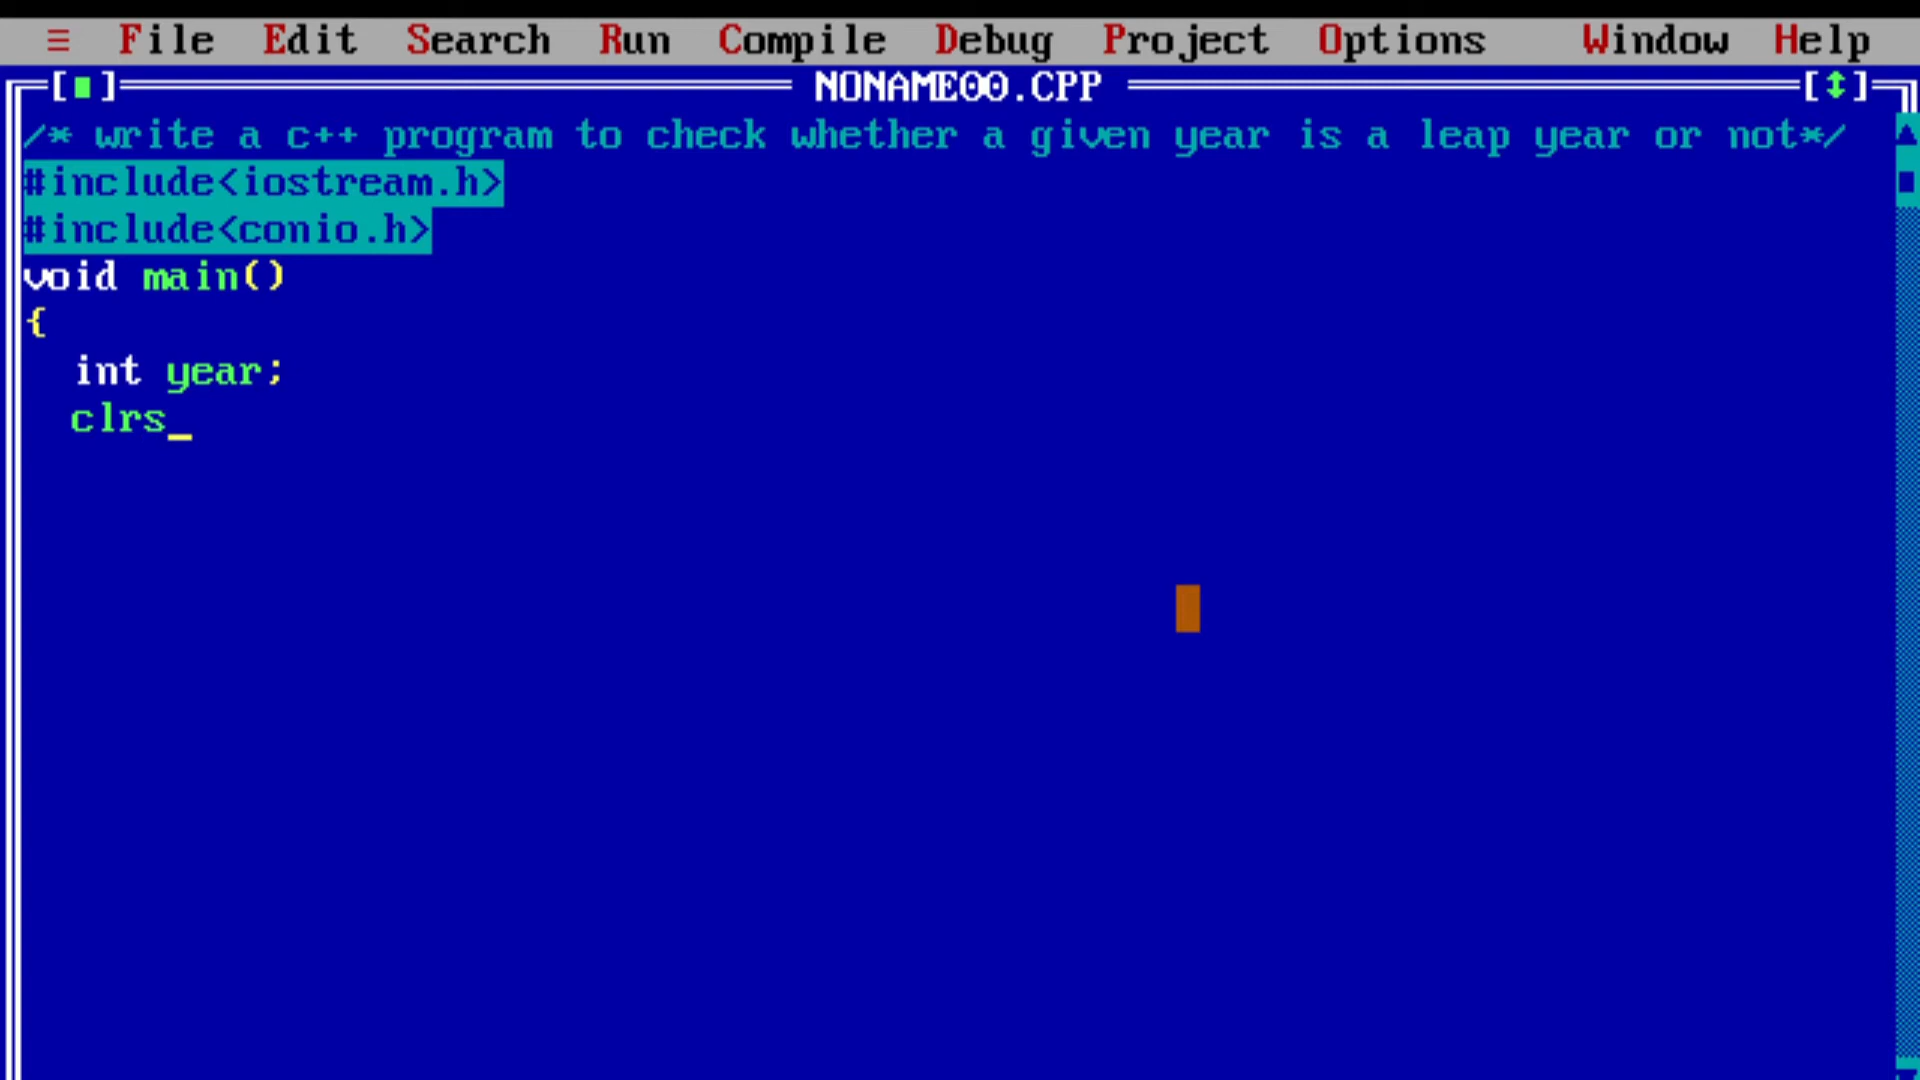 ≡ File Edit Search Run Compile Debug Project Options Window Help
NONAME00.CPP
/* write a c++ program to check whether a given year is a leap year or not*/
#include<iostream.h>
#include<conio.h>
void main()
{
int year;
clrs_